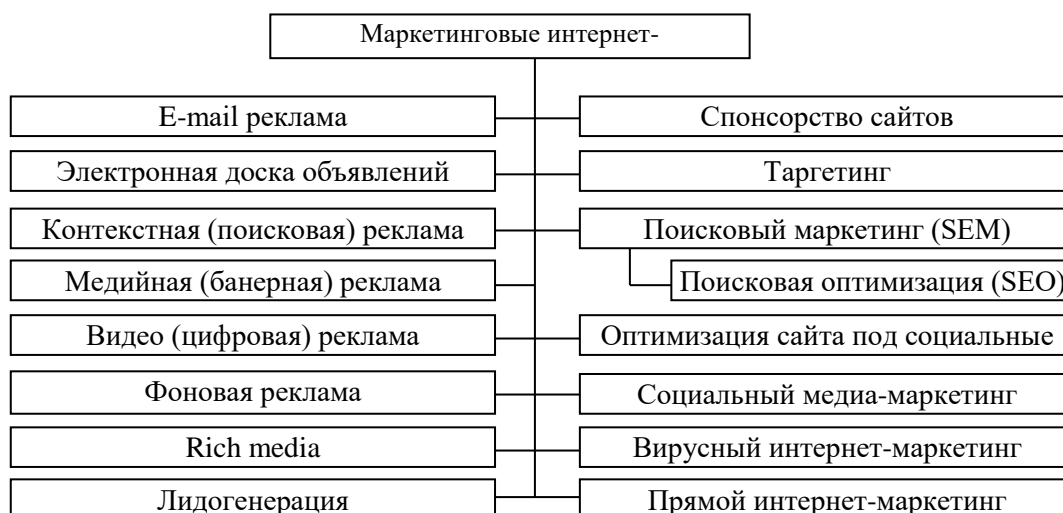 Маркетинговые интернет-
E-mail реклама
Электронная доска объявлений
Контекстная (поисковая) реклама
Медийная (банерная) реклама
Видео (цифровая) реклама
Фоновая реклама
Rich media
Лидогенерация
Спонсорство сайтов
Таргетинг
Поисковый маркетинг (SEM)
Поисковая оптимизация (SEO)
Оптимизация сайта под социальные
Социальный медиа-маркетинг
Вирусный интернет-маркетинг
Прямой интернет-маркетинг